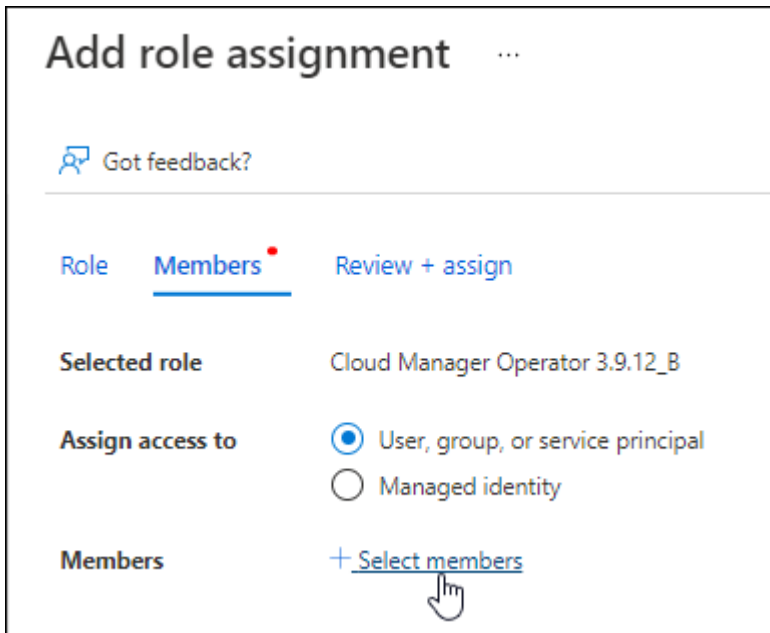 Add role assignment ...
Got feedback?
Role Members Review + assign
Selected role Cloud Manager Operator 3.9.12_B
Assign access to User, group, or service principal
Managed identity
Members + Select members